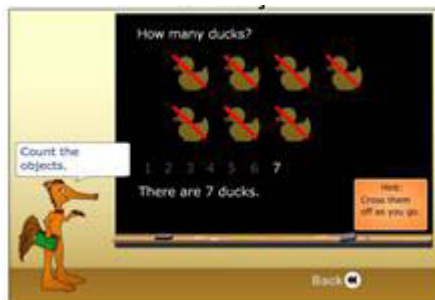 How many ducks?
Count the
objects.
1 2 3 4 5 6 7
There are 7 ducks.
Hint:
Cross them
off as you go.
Back